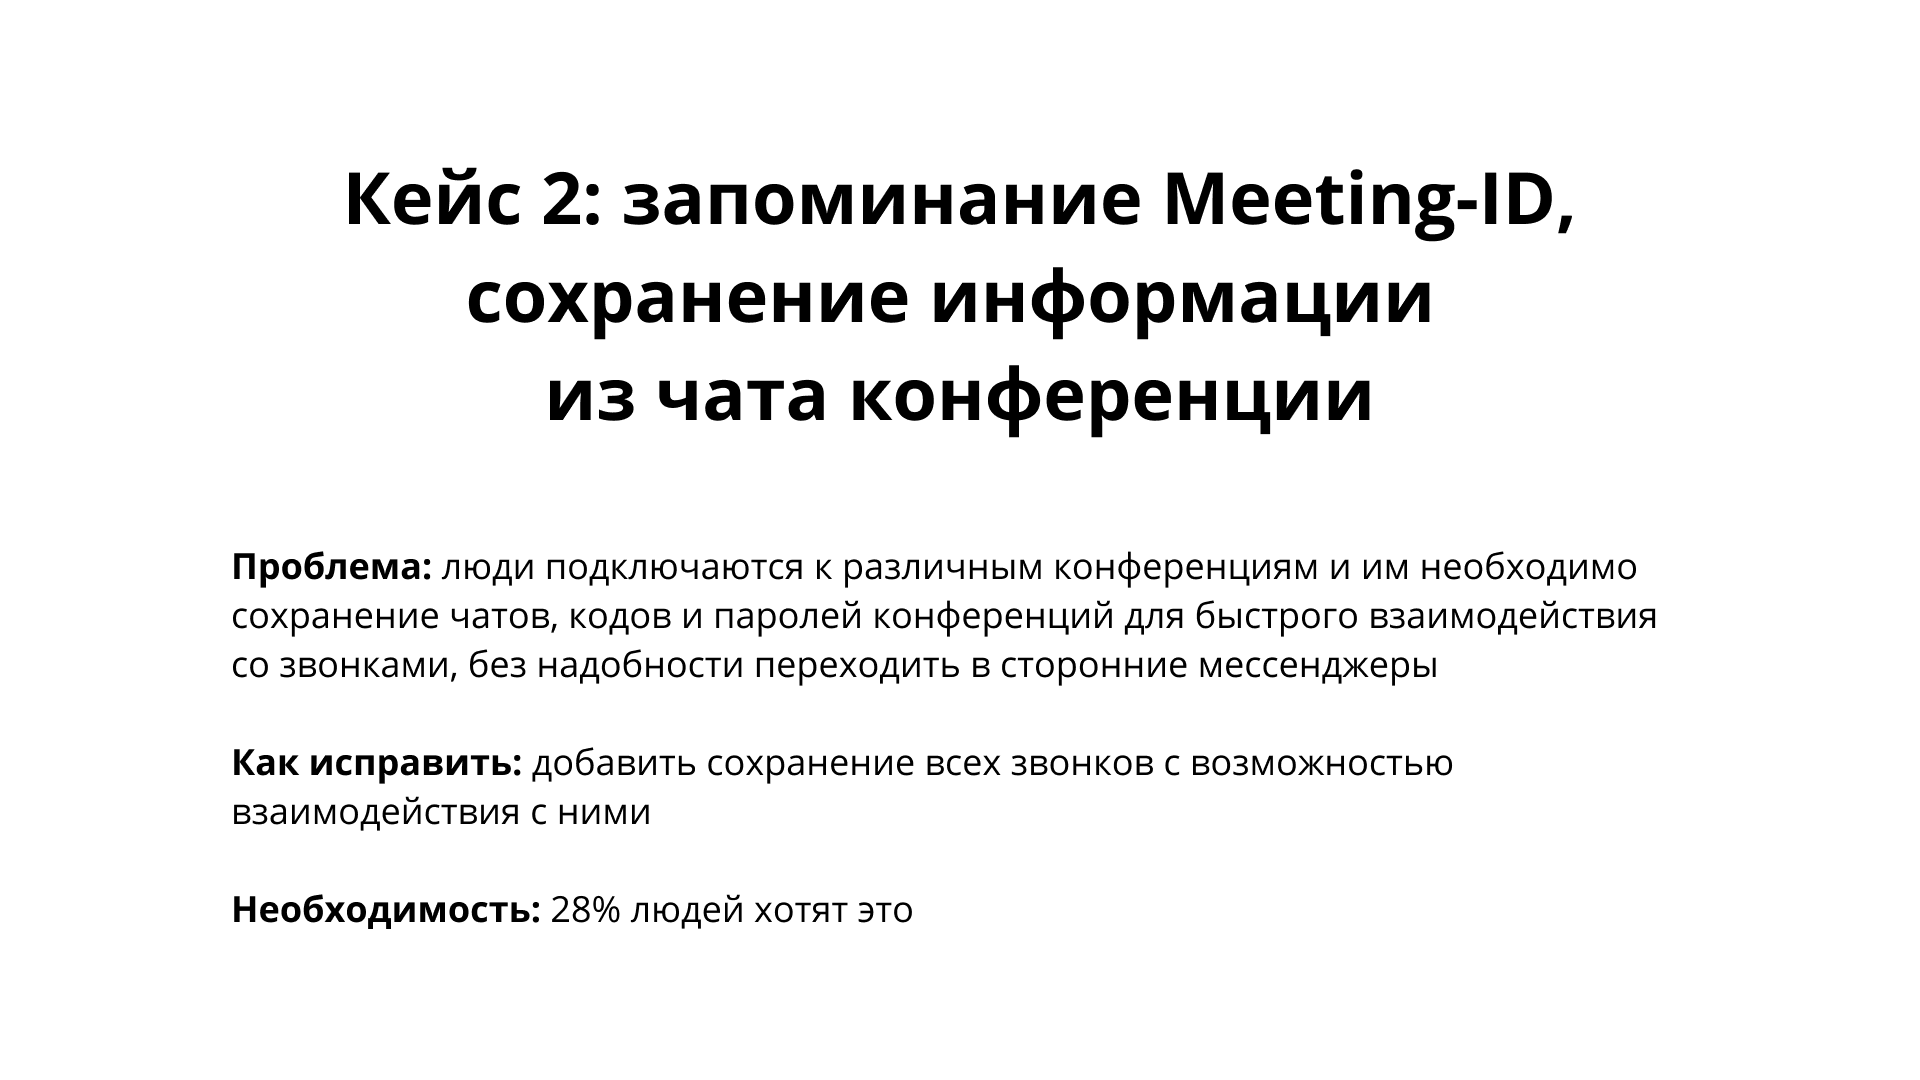 Кейс 2: запоминание Meeting-ID,
сохранение информации
из чата конференции
Проблема: люди подключаются к различным конференциям и им необходимо
сохранение чатов, кодов и паролей конференций для быстрого взаимодействия
со звонками, без надобности переходить в сторонние мессенджеры
Как исправить: добавить сохранение всех звонков с возможностью
взаимодействия с ними
Необходимость: 28% людей хотят это